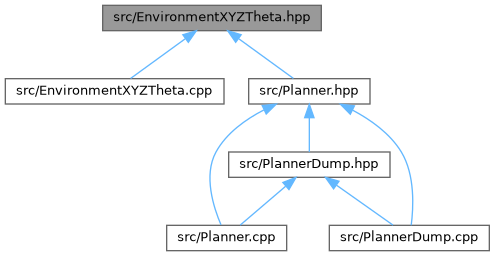 src/EnvironmentXYZTheta.hpp
src/EnvironmentXYZTheta.cpp
src/Planner.hpp
src/PlannerDump.hpp
src/Planner.cpp
src/PlannerDump.cpp